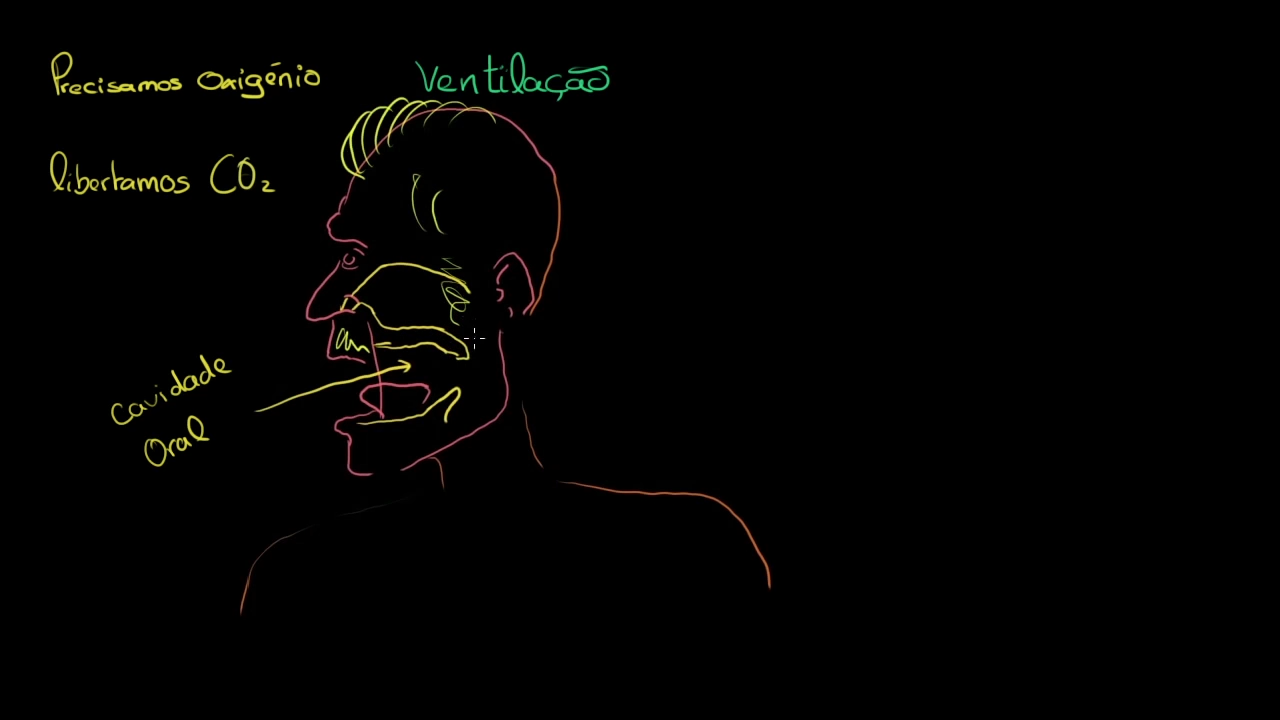 Precisamos Oxigénio
Ventilação
libertamos CO₂
Cavidade
Oral